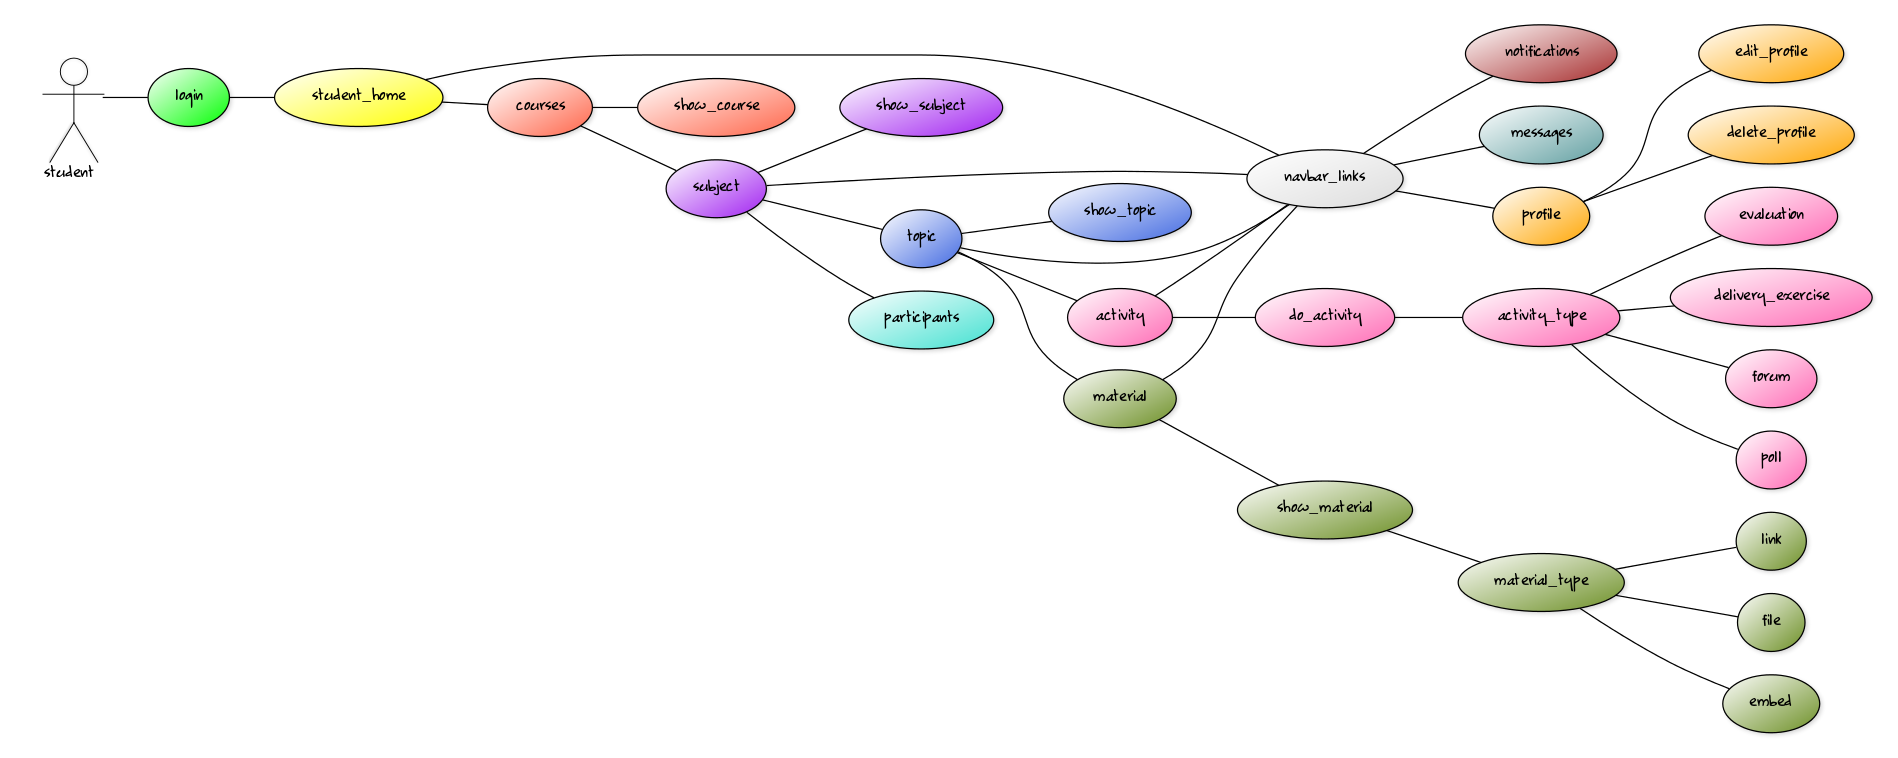 student
login
student_home
courses
show_course
subject
show_subject
topic
participants
show_topic
activity
material
navbar_links
do_activity
show_material
notifications
messages
profile
activity_type
material_type
edit_profile
delete_profile
evaluation
delivery_exercise
forum
poll
link
file
embed